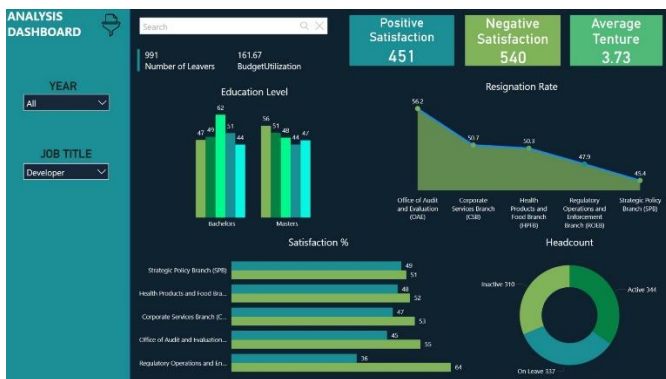 ANALYSIS
DASHBOARD
YEAR
All
JOB TITLE
Developer
Search
991
Number of Leavers
161.67
BudgetUtilization
Positive
Satisfaction
451
Negative
Satisfaction
540
Average
Tenture
3.73
Education Level
47 49 62 51 44
56 51 48 44 47
Bachelors
Masters
Resignation Rate
56.2
50.7
50.3
47.9
45.4
Office of Audit
and Evaluation
(OAE)
Corporate
Services Branch
(CSB)
Health
Products and
Food Branch
(HPFB)
Regulatory
Operations and
Enforcement
Branch (ROEB)
Strategic Policy
Branch (SPB)
Satisfaction %
Strategic Policy Branch (SPB)
49
51
Health Products and Food Bra...
48
52
Corporate Services Branch (C...
47
53
Office of Audit and Evaluation...
45
55
Regulatory Operations and En...
36
64
Headcount
Inactive 310
Active 344
On Leave 337